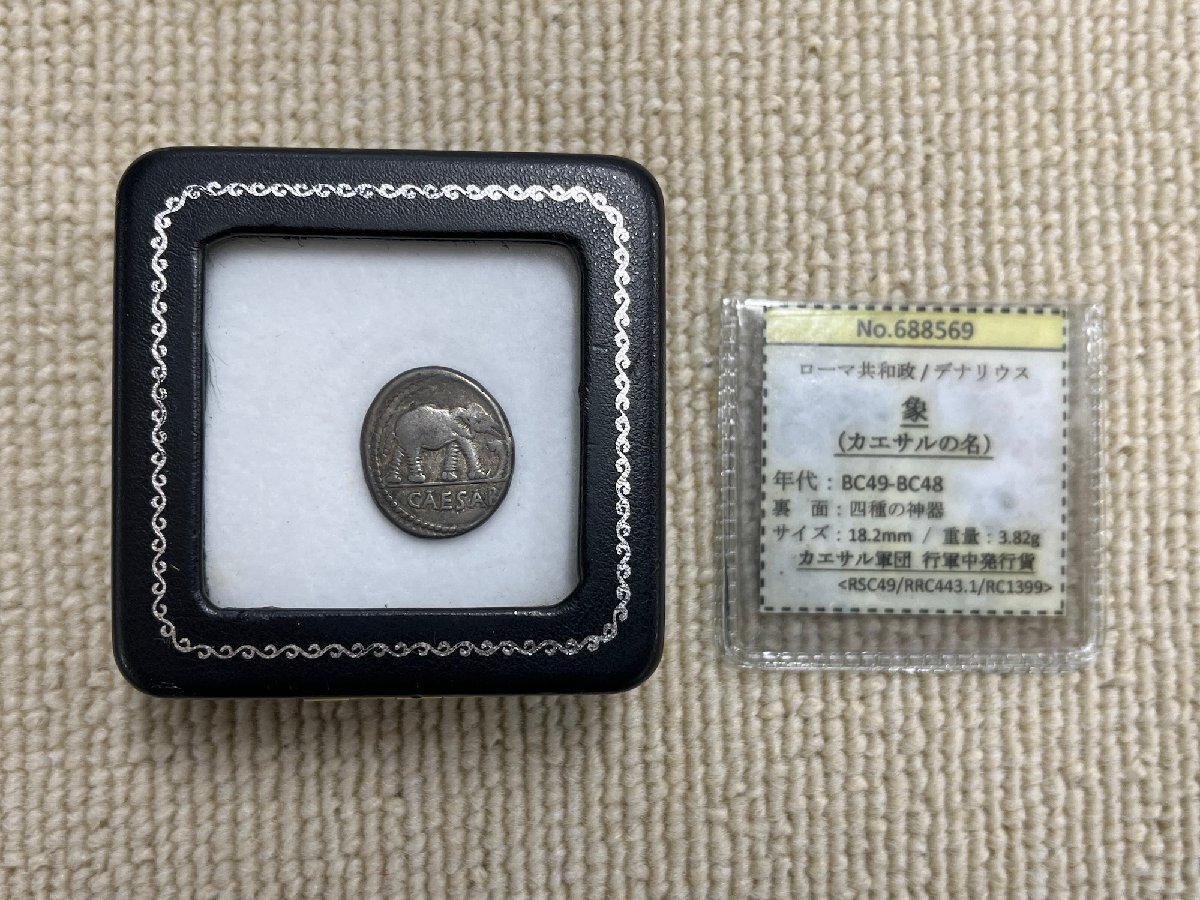 CAESAR
No.688569
ローマ共和政/デナリウス
象
(カエサルの名)
年代：BC49-BC48
裏　面：四種の神器
サイズ：18.2mm / 重量：3.82g
カエサル軍団 行軍中発行貨
<RSC49/RRC443.1/RC1399>